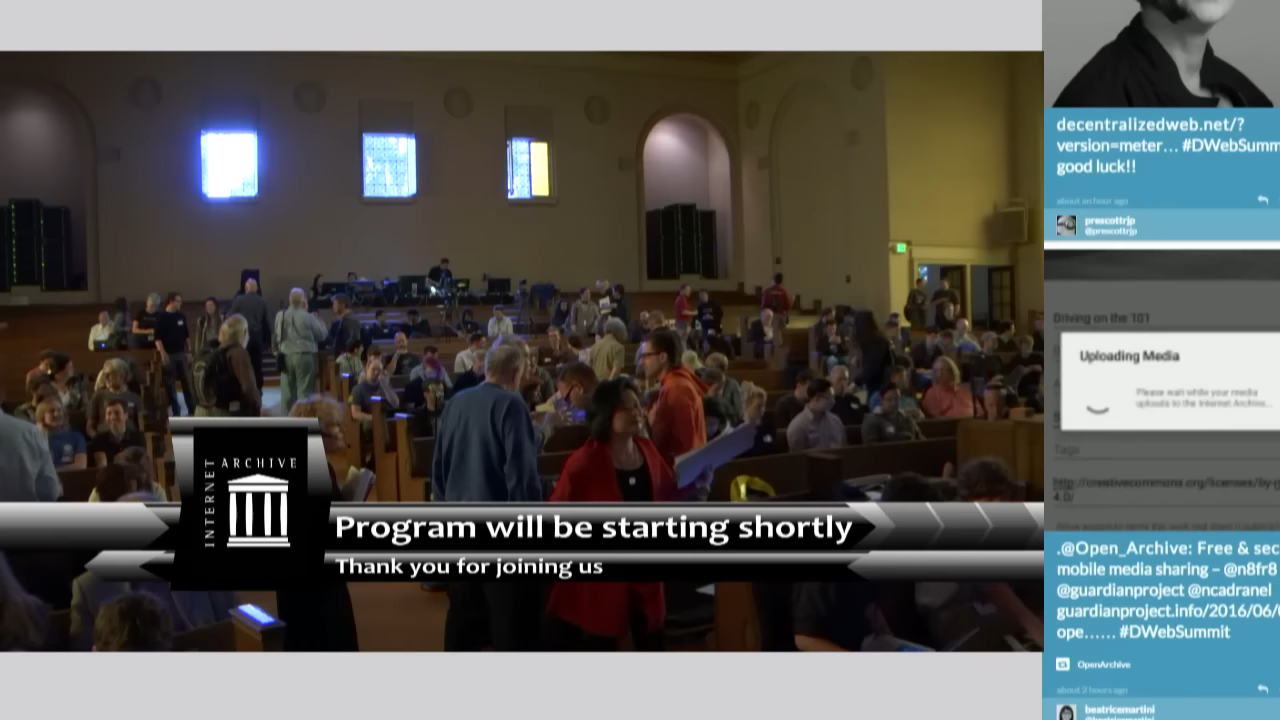 INTERNET
ARCHIVE
Program will be starting shortly
Thank you for joining us
decentralizedweb.net/?
version=meter... #DWebSumm
good luck!!
about an hour ago
prescottrjp
@prescottrjp
Driving on the 101
Uploading Media
Please wait while your media
uploads to the Internet Archive...
Tags
http://creativecommons.org/licenses/by-
4.0/
.@Open_Archive: Free & sec
mobile media sharing – @n8fr8
@guardianproject @ncadranel
guardianproject.info/2016/06/
ope…… #DWebSummit
OpenArchive
about 2 hours ago
beatricemartini
@beatricemartini